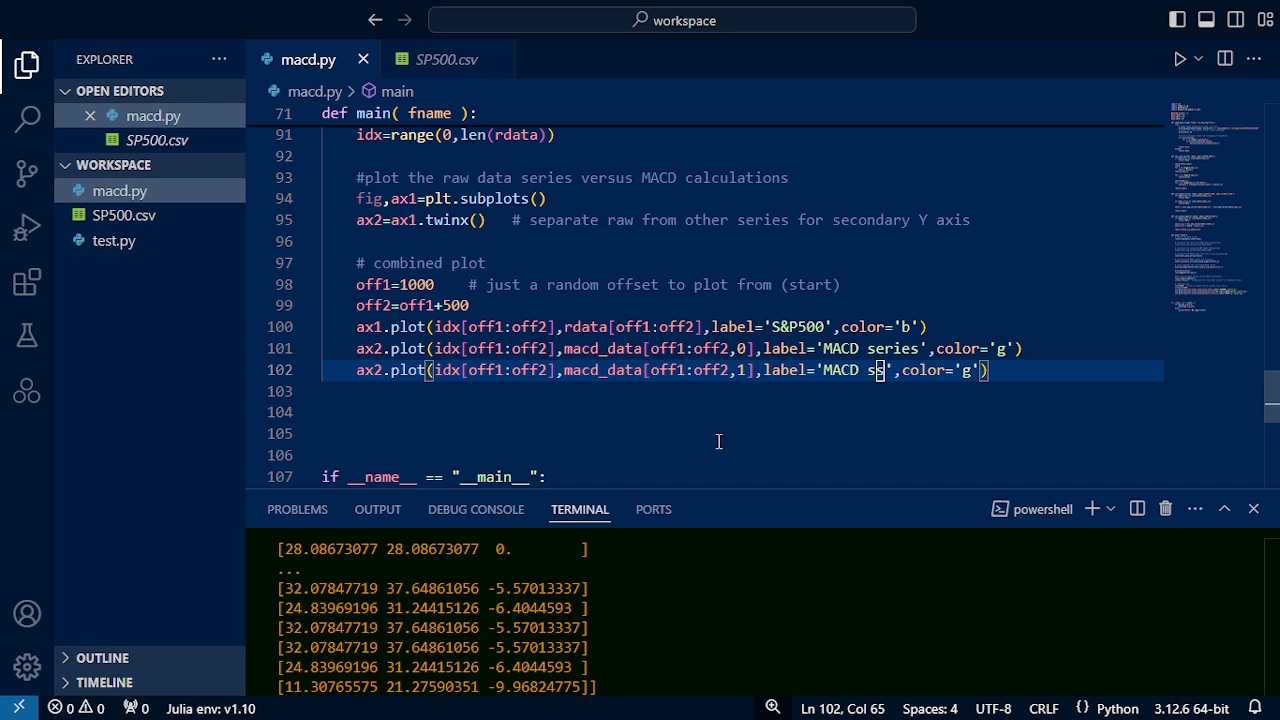 workspace
EXPLORER
macd.py
SP500.csv
OPEN EDITORS
macd.py
macd.py > main
SP500.csv
WORKSPACE
macd.py
SP500.csv
test.py
71 def main( fname ):
91 idx=range(0,len(rdata))
92
93 #plot the raw data series versus MACD calculations
94 fig,ax1=plt.subplots()
95 ax2=ax1.twinx() # separate raw from other series for secondary Y axis
96
97 # combined plot
98 off1=1000 # just a random offset to plot from (start)
99 off2=off1+500
100 ax1.plot(idx[off1:off2],rdata[off1:off2],label='S&P500',color='b')
101 ax2.plot(idx[off1:off2],macd_data[off1:off2,0],label='MACD series',color='g')
102 ax2.plot(idx[off1:off2],macd_data[off1:off2,1],label='MACD ss',color='g')
103
104
105
106
107 if __name__ == "__main__":
PROBLEMS OUTPUT DEBUG CONSOLE TERMINAL PORTS powershell
[28.08673077 28.08673077 0. ]
...
[32.07847719 37.64861056 -5.57013337]
[24.83969196 31.24415126 -6.4044593 ]
[32.07847719 37.64861056 -5.57013337]
[32.07847719 37.64861056 -5.57013337]
[24.83969196 31.24415126 -6.4044593 ]
[11.30765575 21.27590351 -9.96824775]]
OUTLINE
TIMELINE
0 0 0 Julia env: v1.10 Ln 102, Col 65 Spaces: 4 UTF-8 CRLF {} Python 3.12.6 64-bit